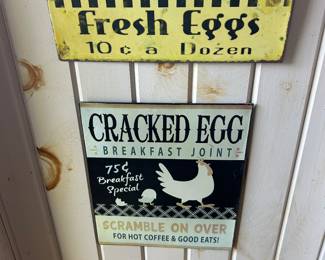 Fresh Eggs
10¢ a Dozen
CRACKED EGG
BREAKFAST JOINT
75¢
Breakfast
Special
SCRAMBLE ON OVER
FOR HOT COFFEE & GOOD EATS!